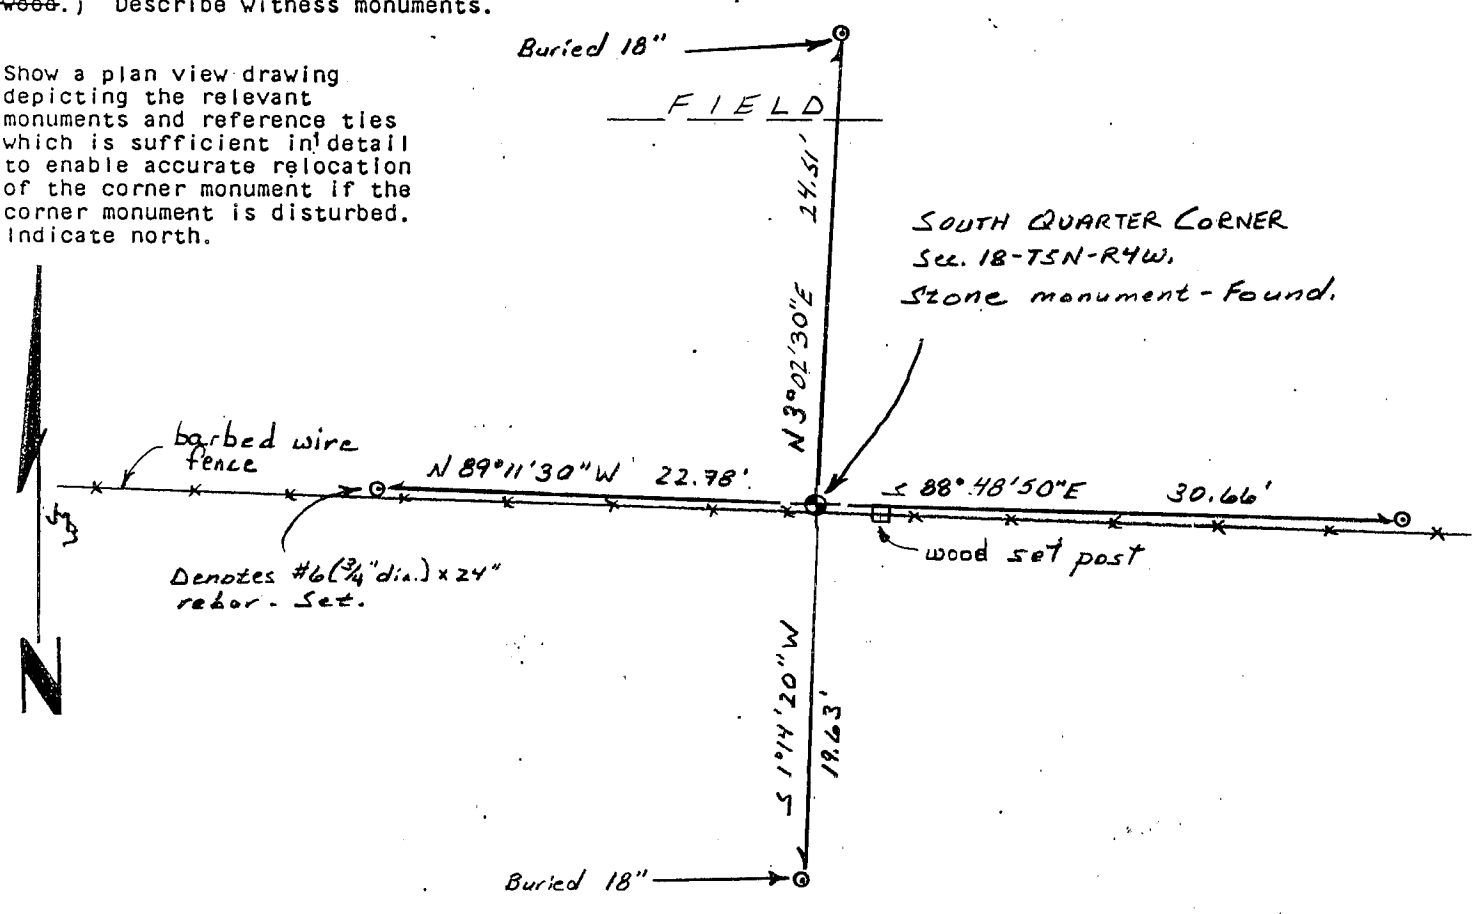 wood.) Describe witness monuments.
Show a plan view drawing
depicting the relevant
monuments and reference ties
which is sufficient in detail
to enable accurate relocation
of the corner monument if the
corner monument is disturbed.
Indicate north.
Buried 18"
FIELD
24.51'
N 3°02'30"E
SOUTH QUARTER CORNER
Sec. 18-T5N-R4W.
Stone monument - Found.
barbed wire
fence
N 89°11'30"W 22.78'
S 88°48'50"E 30.66'
wood set post
Denotes #6 (3/4" dia.) x 24"
rebar - Set.
N
S 1°14'20"W
19.63'
Buried 18"